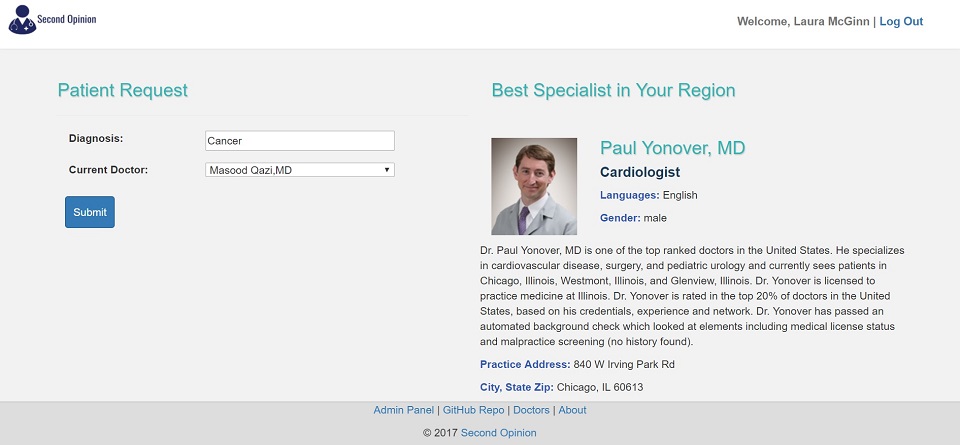 Second Opinion
Welcome, Laura McGinn | Log Out
Patient Request
Diagnosis:
Cancer
Current Doctor:
Masood Qazi,MD
Submit
Best Specialist in Your Region
Paul Yonover, MD
Cardiologist
Languages: English
Gender: male
Dr. Paul Yonover, MD is one of the top ranked doctors in the United States. He specializes
in cardiovascular disease, surgery, and pediatric urology and currently sees patients in
Chicago, Illinois, Westmont, Illinois, and Glenview, Illinois. Dr. Yonover is licensed to
practice medicine at Illinois. Dr. Yonover is rated in the top 20% of doctors in the United
States, based on his credentials, experience and network. Dr. Yonover has passed an
automated background check which looked at elements including medical license status
and malpractice screening (no history found).
Practice Address: 840 W Irving Park Rd
City, State Zip: Chicago, IL 60613
Admin Panel | GitHub Repo | Doctors | About
© 2017 Second Opinion